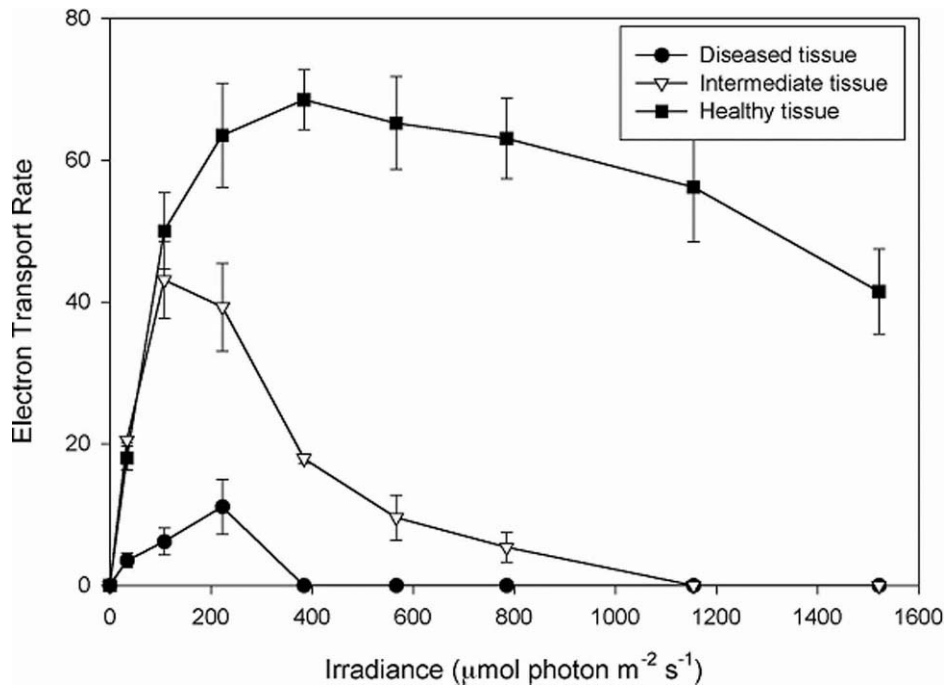 80
60
40
20
0
Electron Transport Rate
Diseased tissue
Intermediate tissue
Healthy tissue
0 200 400 600 800 1000 1200 1400 1600
Irradiance (μmol photon m⁻² s⁻¹)